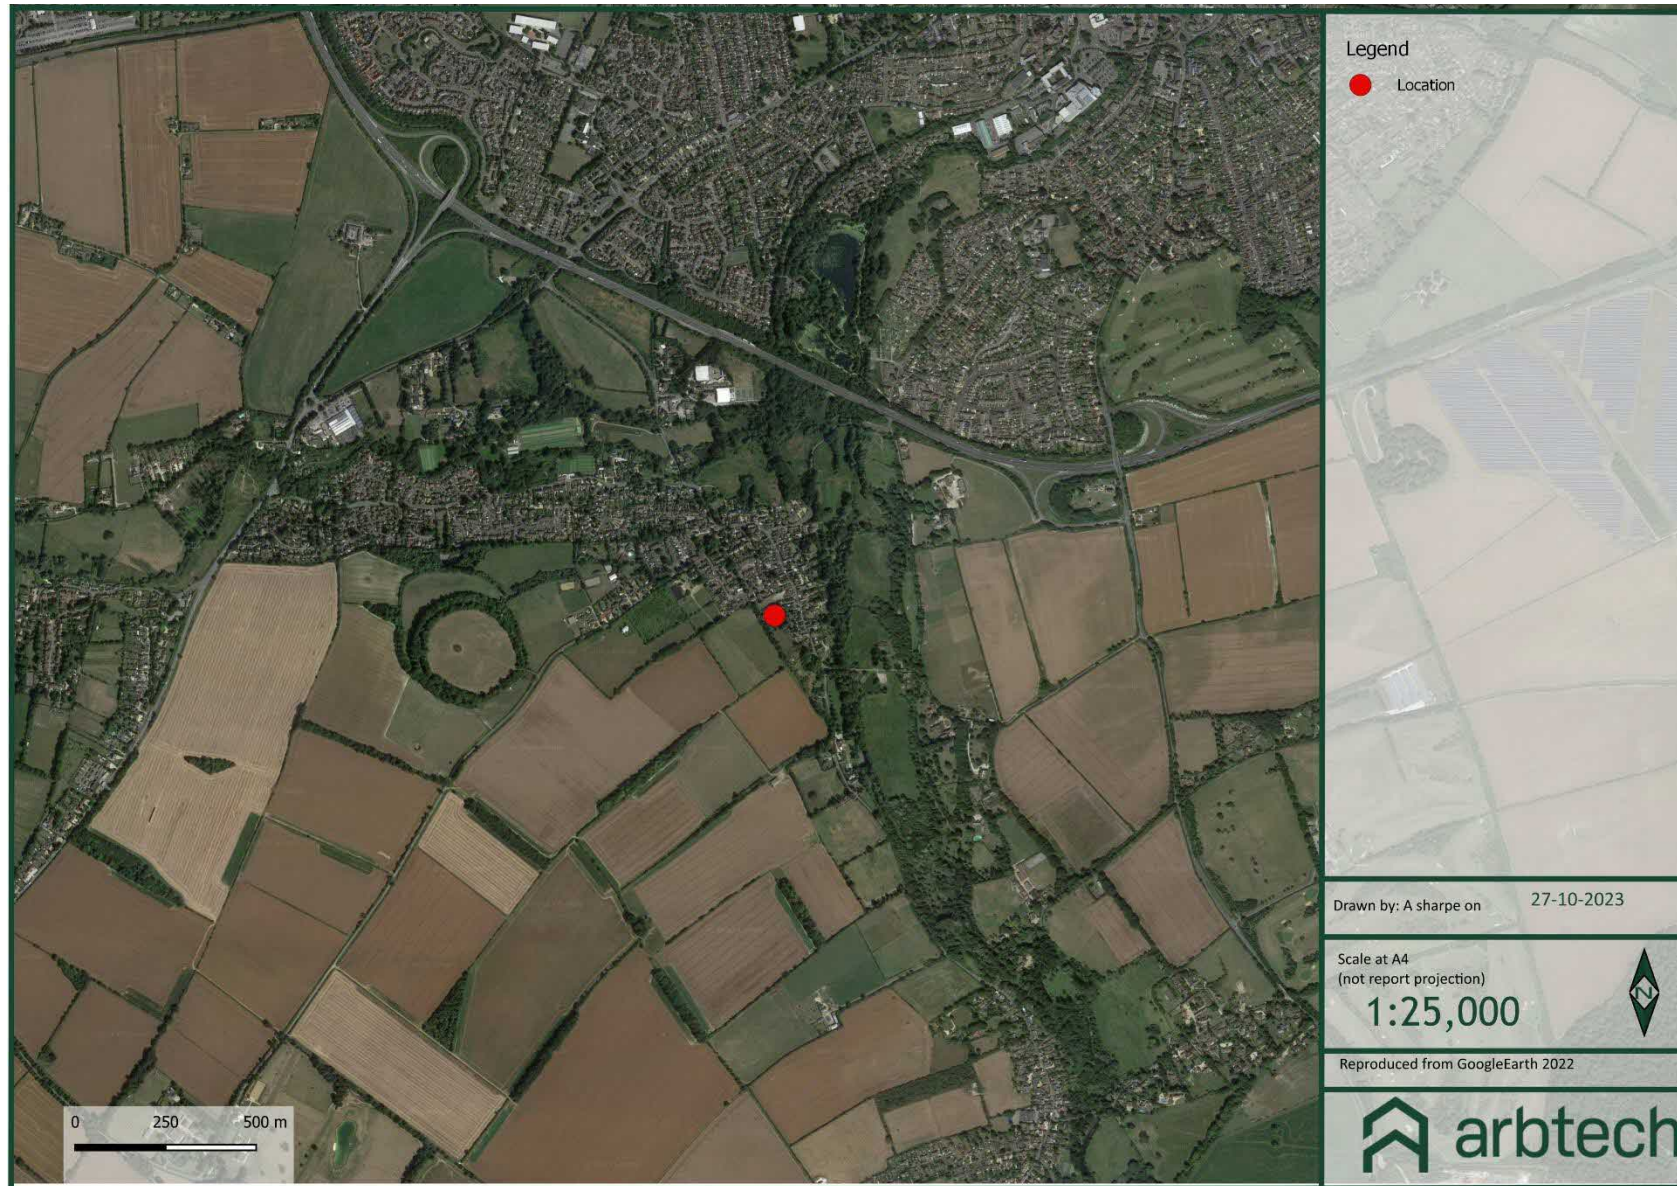 Legend
Location
Drawn by: A sharpe on 27-10-2023
Scale at A4
(not report projection)
1:25,000
N
Reproduced from GoogleEarth 2022
0 250 500 m
arbtech